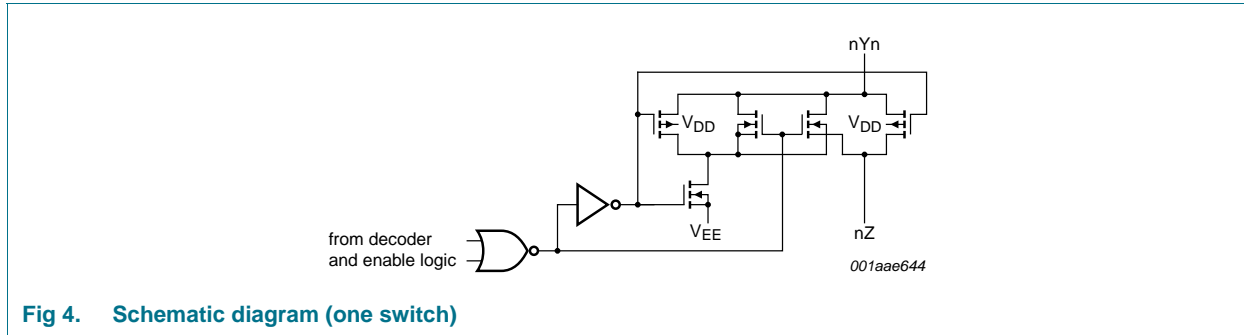 nYn
VDD
VDD
VEE
nZ
from decoder
and enable logic
001aae644
Fig 4. Schematic diagram (one switch)